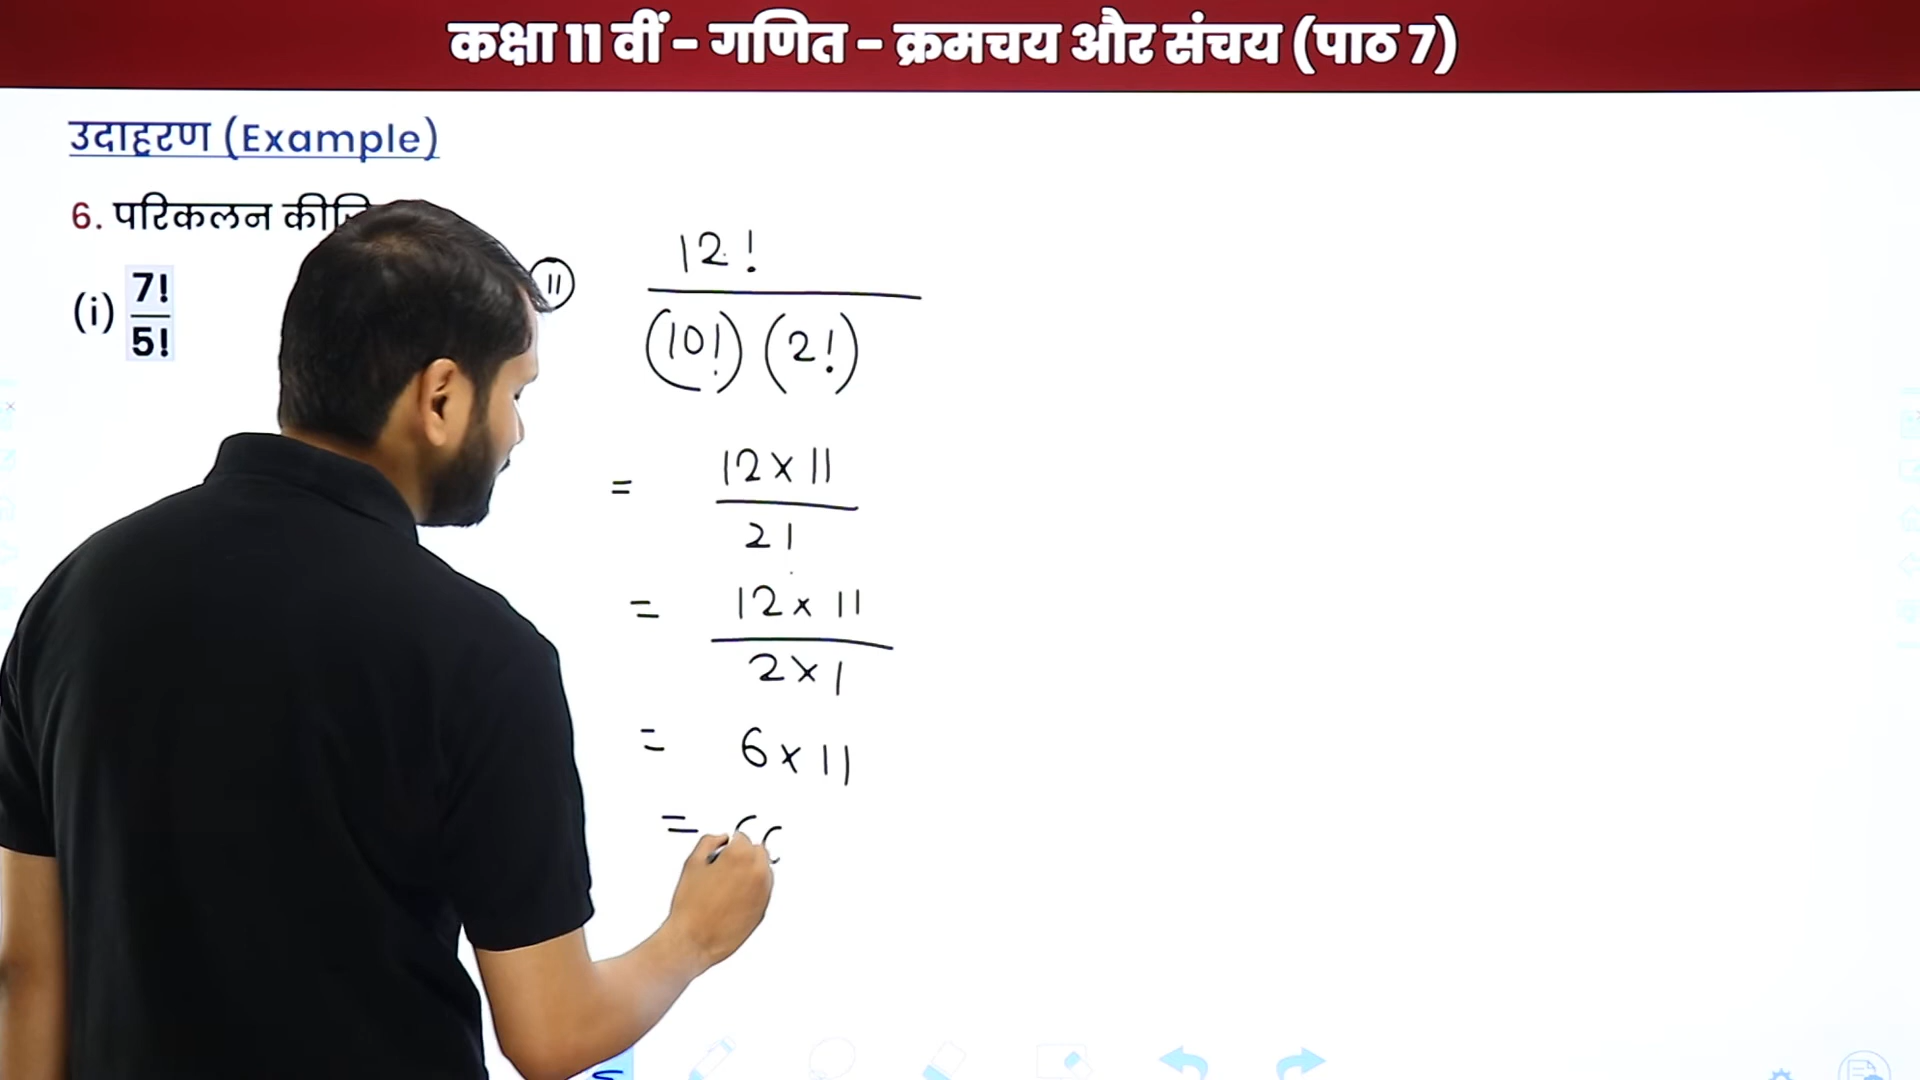 कक्षा 11 वीं - गणित - क्रमचय और संचय (पाठ 7)
उदाहरण (Example)
6. परिकलन
(i) 7!
5!
11
12!
(10!) (2!)
= 12 x 11
2!
= 12 x 11
2 x 1
= 6 x 11
=